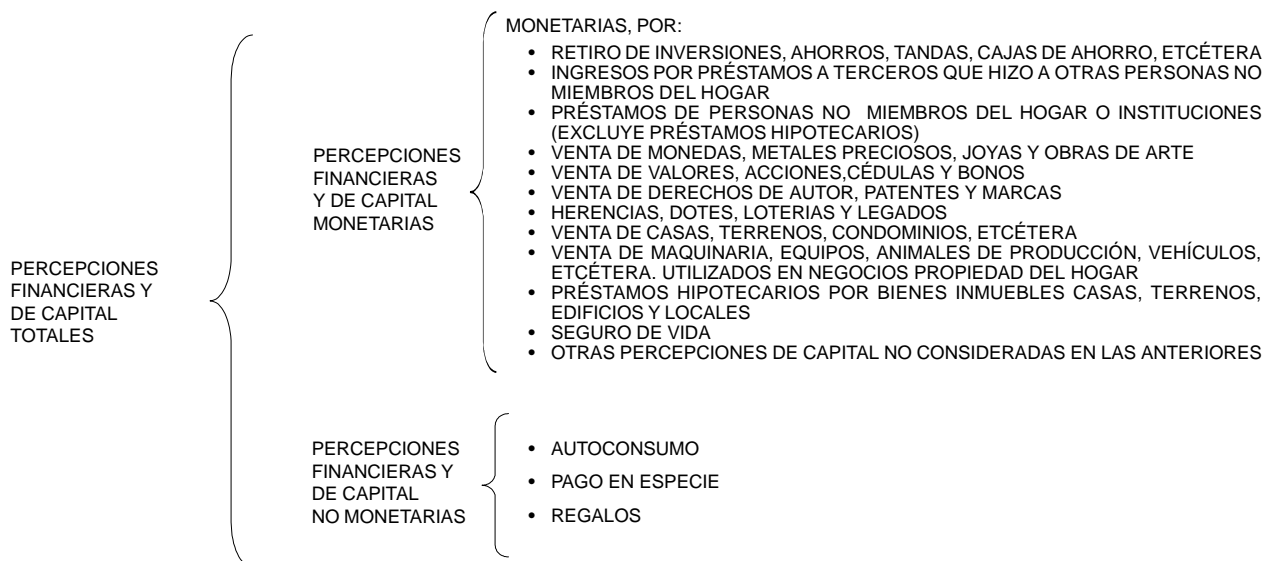 PERCEPCIONES
FINANCIERAS Y
DE CAPITAL
TOTALES
PERCEPCIONES
FINANCIERAS
Y DE CAPITAL
MONETARIAS
MONETARIAS, POR:
• RETIRO DE INVERSIONES, AHORROS, TANDAS, CAJAS DE AHORRO, ETCÉTERA
• INGRESOS POR PRÉSTAMOS A TERCEROS QUE HIZO A OTRAS PERSONAS NO
MIEMBROS DEL HOGAR
• PRÉSTAMOS DE PERSONAS NO MIEMBROS DEL HOGAR O INSTITUCIONES
(EXCLUYE PRÉSTAMOS HIPOTECARIOS)
• VENTA DE MONEDAS, METALES PRECIOSOS, JOYAS Y OBRAS DE ARTE
• VENTA DE VALORES, ACCIONES,CÉDULAS Y BONOS
• VENTA DE DERECHOS DE AUTOR, PATENTES Y MARCAS
• HERENCIAS, DOTES, LOTERIAS Y LEGADOS
• VENTA DE CASAS, TERRENOS, CONDOMINIOS, ETCÉTERA
• VENTA DE MAQUINARIA, EQUIPOS, ANIMALES DE PRODUCCIÓN, VEHÍCULOS,
ETCÉTERA. UTILIZADOS EN NEGOCIOS PROPIEDAD DEL HOGAR
• PRÉSTAMOS HIPOTECARIOS POR BIENES INMUEBLES CASAS, TERRENOS,
EDIFICIOS Y LOCALES
• SEGURO DE VIDA
• OTRAS PERCEPCIONES DE CAPITAL NO CONSIDERADAS EN LAS ANTERIORES
PERCEPCIONES
FINANCIERAS Y
DE CAPITAL
NO MONETARIAS
• AUTOCONSUMO
• PAGO EN ESPECIE
• REGALOS